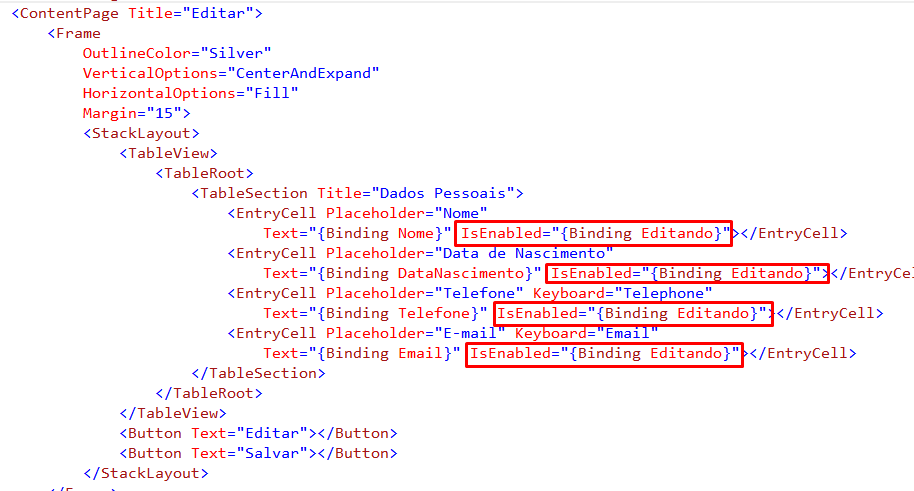 <ContentPage Title="Editar">
<Frame
OutlineColor="Silver"
VerticalOptions="CenterAndExpand"
HorizontalOptions="Fill"
Margin="15">
<StackLayout>
<TableView>
<TableRoot>
<TableSection Title="Dados Pessoais">
<EntryCell Placeholder="Nome"
Text="{Binding Nome}" IsEnabled="{Binding Editando}"></EntryCell>
<EntryCell Placeholder="Data de Nascimento"
Text="{Binding DataNascimento}" IsEnabled="{Binding Editando}"></EntryCel
<EntryCell Placeholder="Telefone" Keyboard="Telephone"
Text="{Binding Telefone}" IsEnabled="{Binding Editando}"></EntryCell>
<EntryCell Placeholder="E-mail" Keyboard="Email"
Text="{Binding Email}" IsEnabled="{Binding Editando}"></EntryCell>
</TableSection>
</TableRoot>
</TableView>
<Button Text="Editar"></Button>
<Button Text="Salvar"></Button>
</StackLayout>